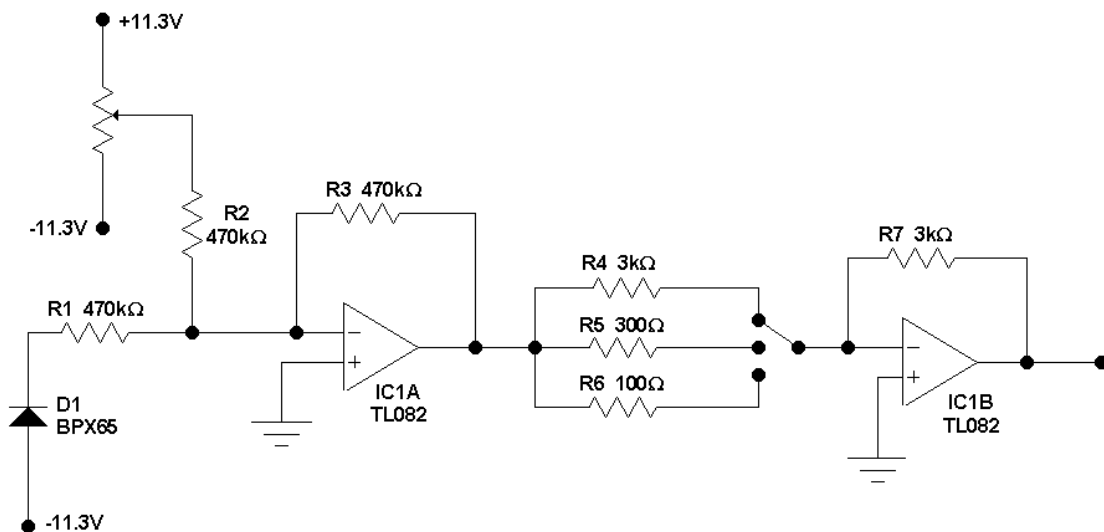 +11.3V
-11.3V
R2
470kΩ
R3 470kΩ
R1 470kΩ
R4 3kΩ
R5 300Ω
R6 100Ω
R7 3kΩ
−
+
IC1A
TL082
−
+
IC1B
TL082
D1
BPX65
-11.3V